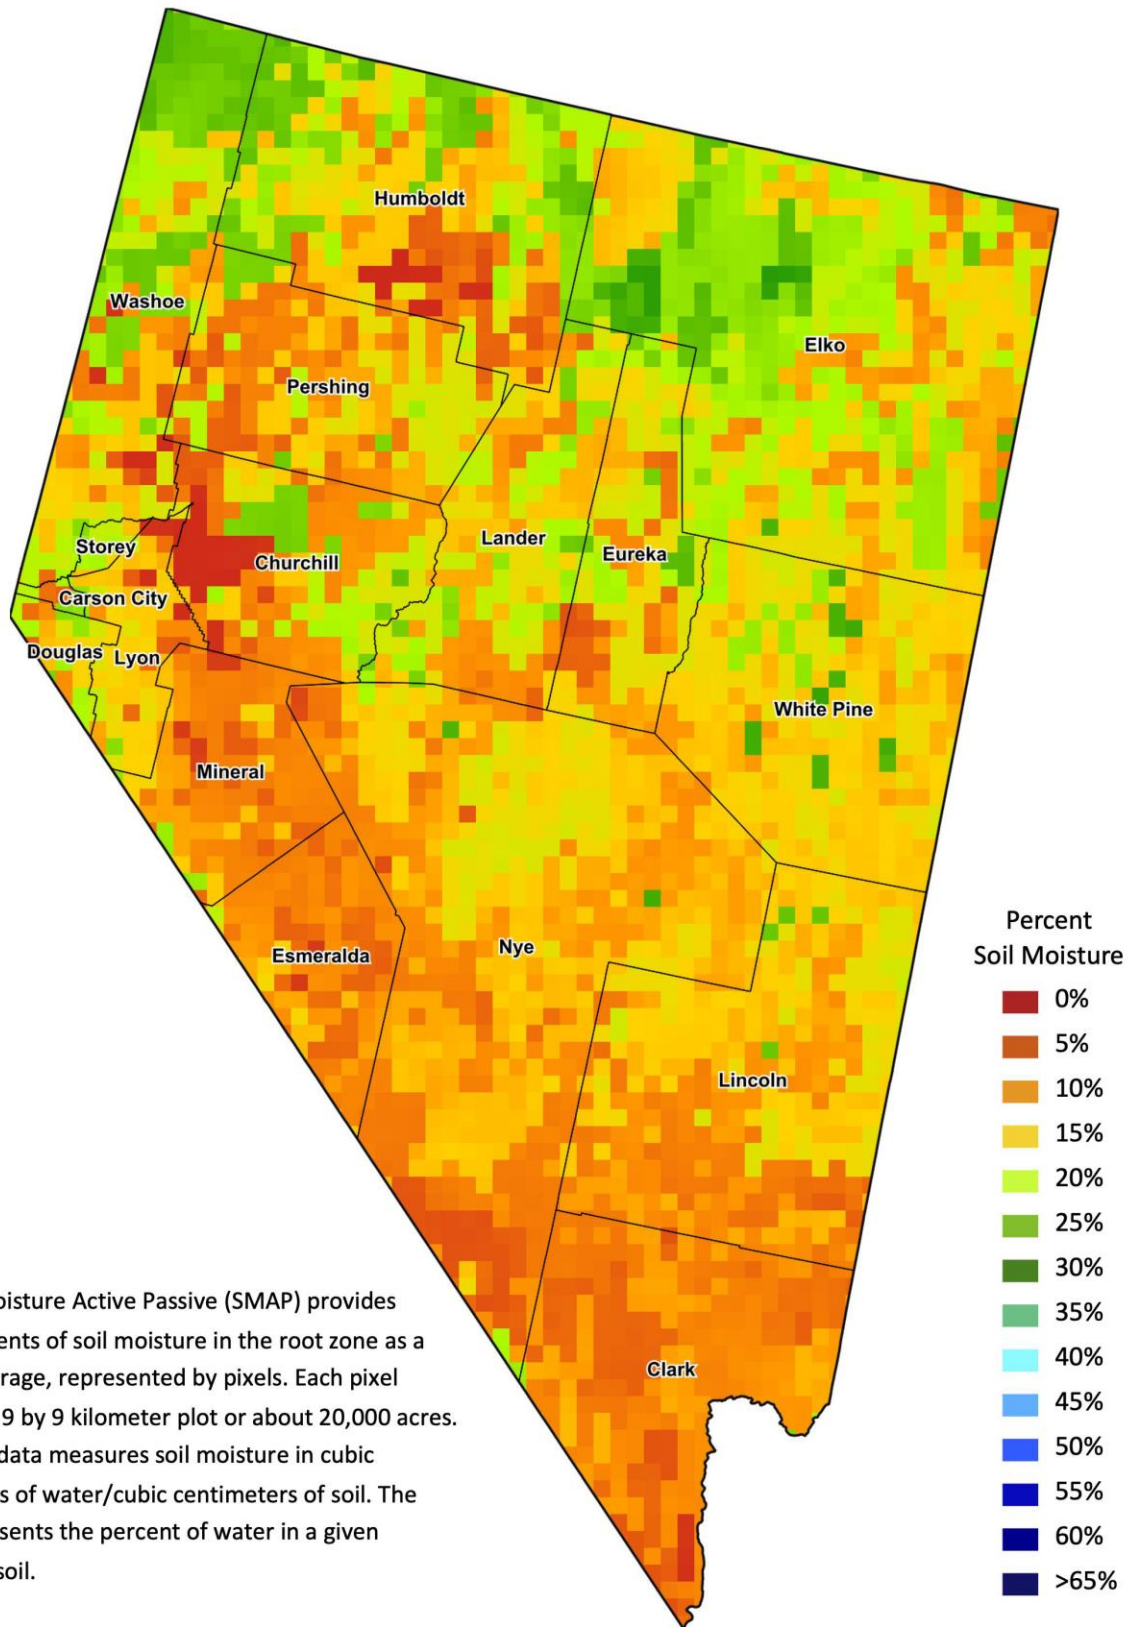 Humboldt
Washoe
Elko
Pershing
Storey
Lander
Eureka
Churchill
Carson City
Douglas
Lyon
White Pine
Mineral
Esmeralda
Nye
Lincoln
Clark
Percent
Soil Moisture
0%
5%
10%
15%
20%
25%
30%
35%
40%
45%
50%
55%
60%
>65%
oisture Active Passive (SMAP) provides
ents of soil moisture in the root zone as a
rage, represented by pixels. Each pixel
9 by 9 kilometer plot or about 20,000 acres.
data measures soil moisture in cubic
s of water/cubic centimeters of soil. The
sents the percent of water in a given
soil.